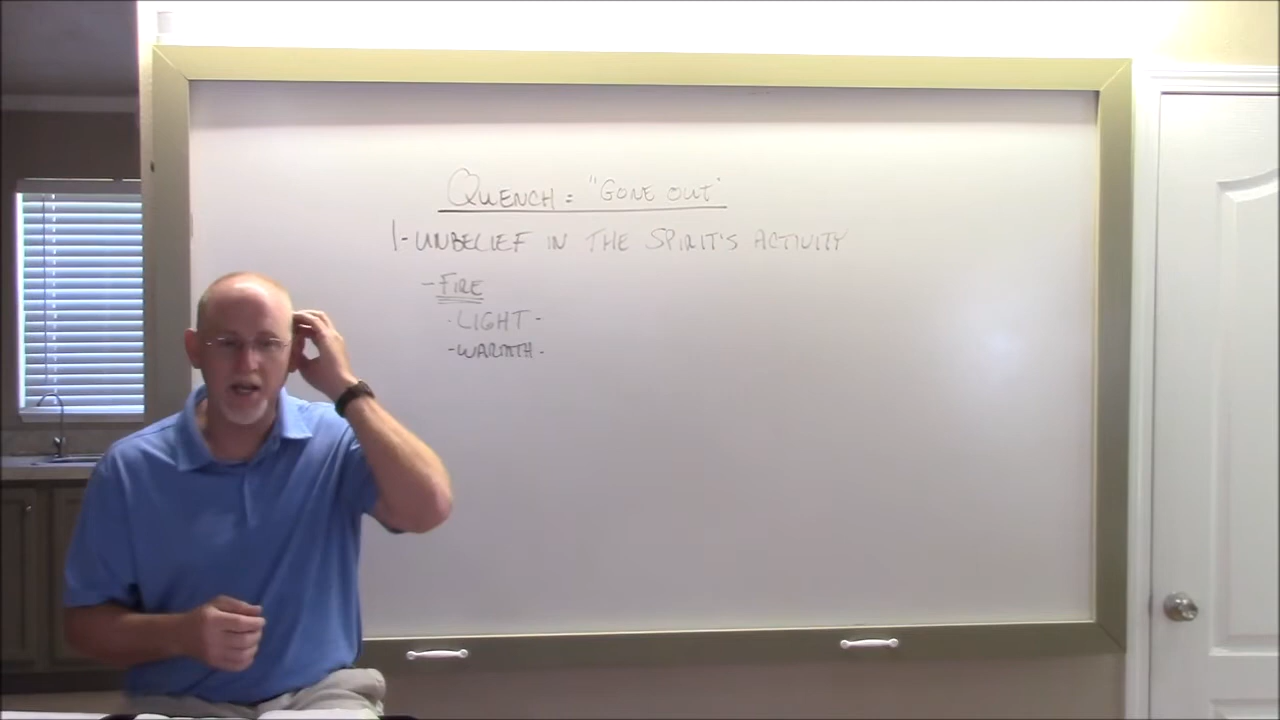 QUENCH = "GONE OUT"
1-UNBELIEF IN THE SPIRIT'S ACTIVITY
-FIRE
-LIGHT-
-WARMTH-